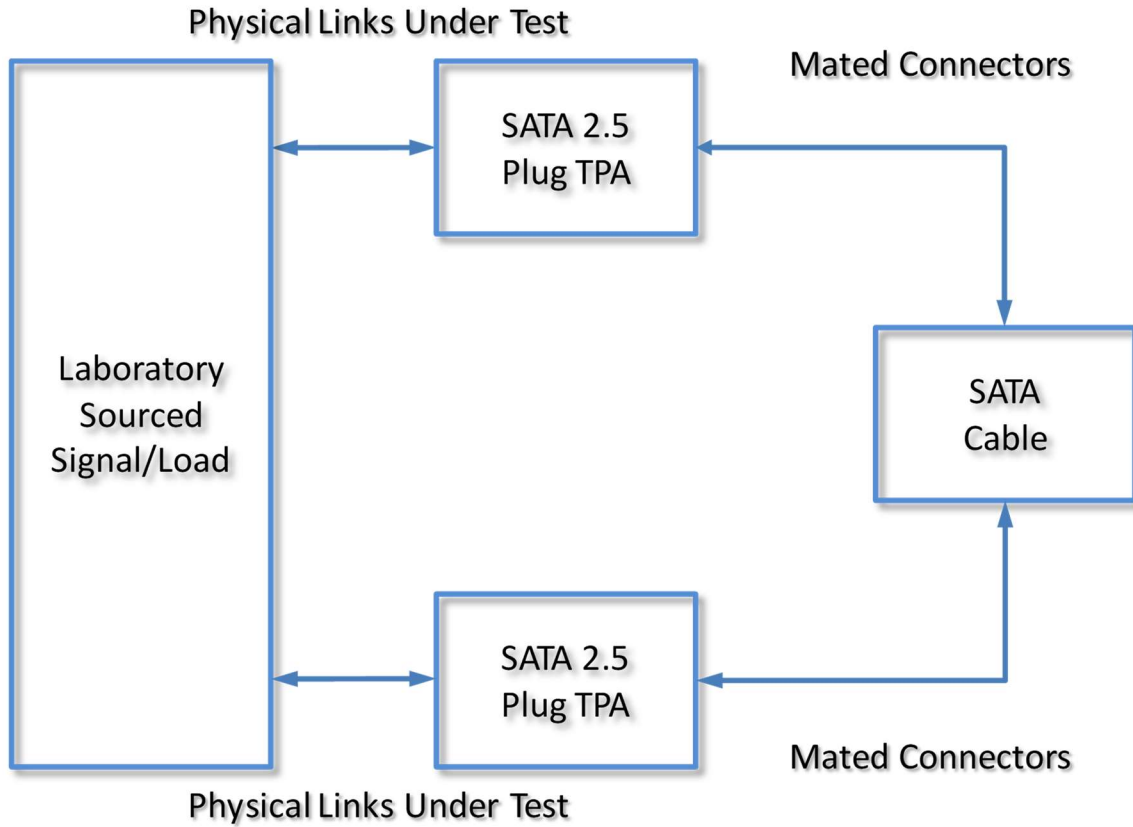 Physical Links Under Test
Mated Connectors
SATA 2.5
Plug TPA
Laboratory
Sourced
Signal/Load
SATA
Cable
SATA 2.5
Plug TPA
Mated Connectors
Physical Links Under Test